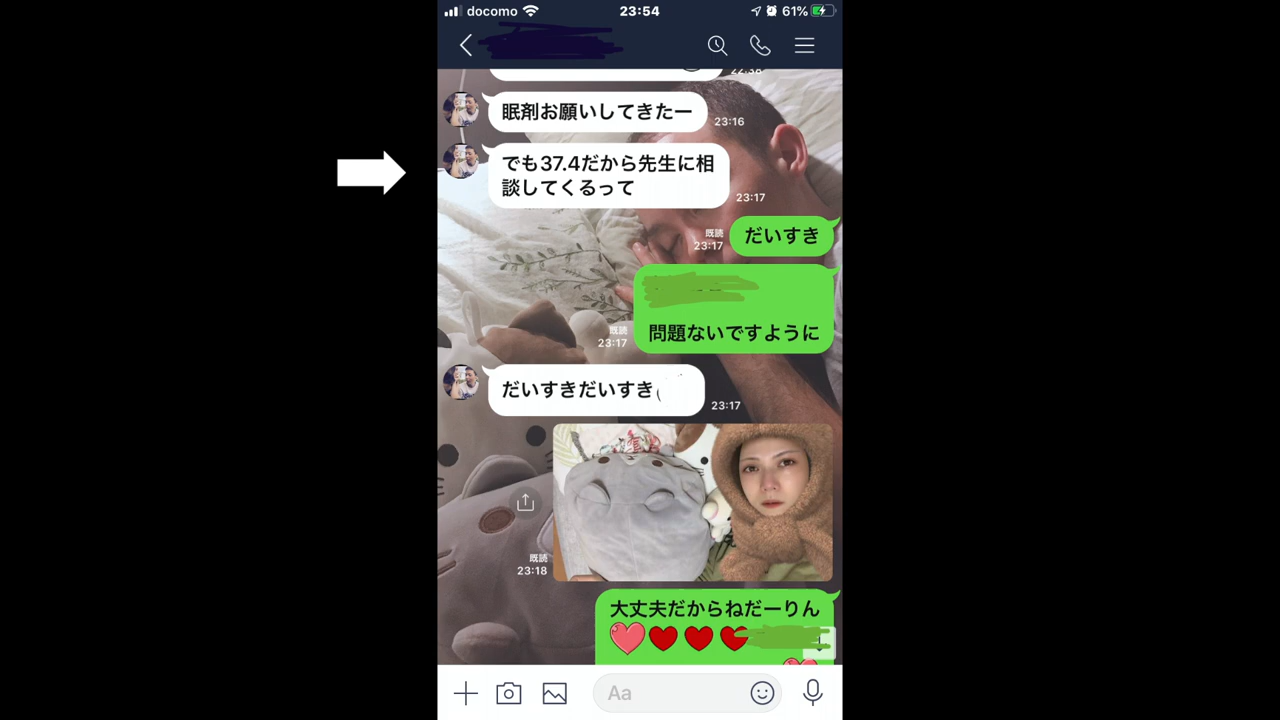 docomo
23:54
61%
22:38
眠剤お願いしてきたー
23:16
でも37.4だから先生に相
談してくるって
23:17
だいすき
既読
23:17
問題ないですように
既読
23:17
だいすきだいすき(
23:17
既読
23:18
大丈夫だからねだーりん
Aa